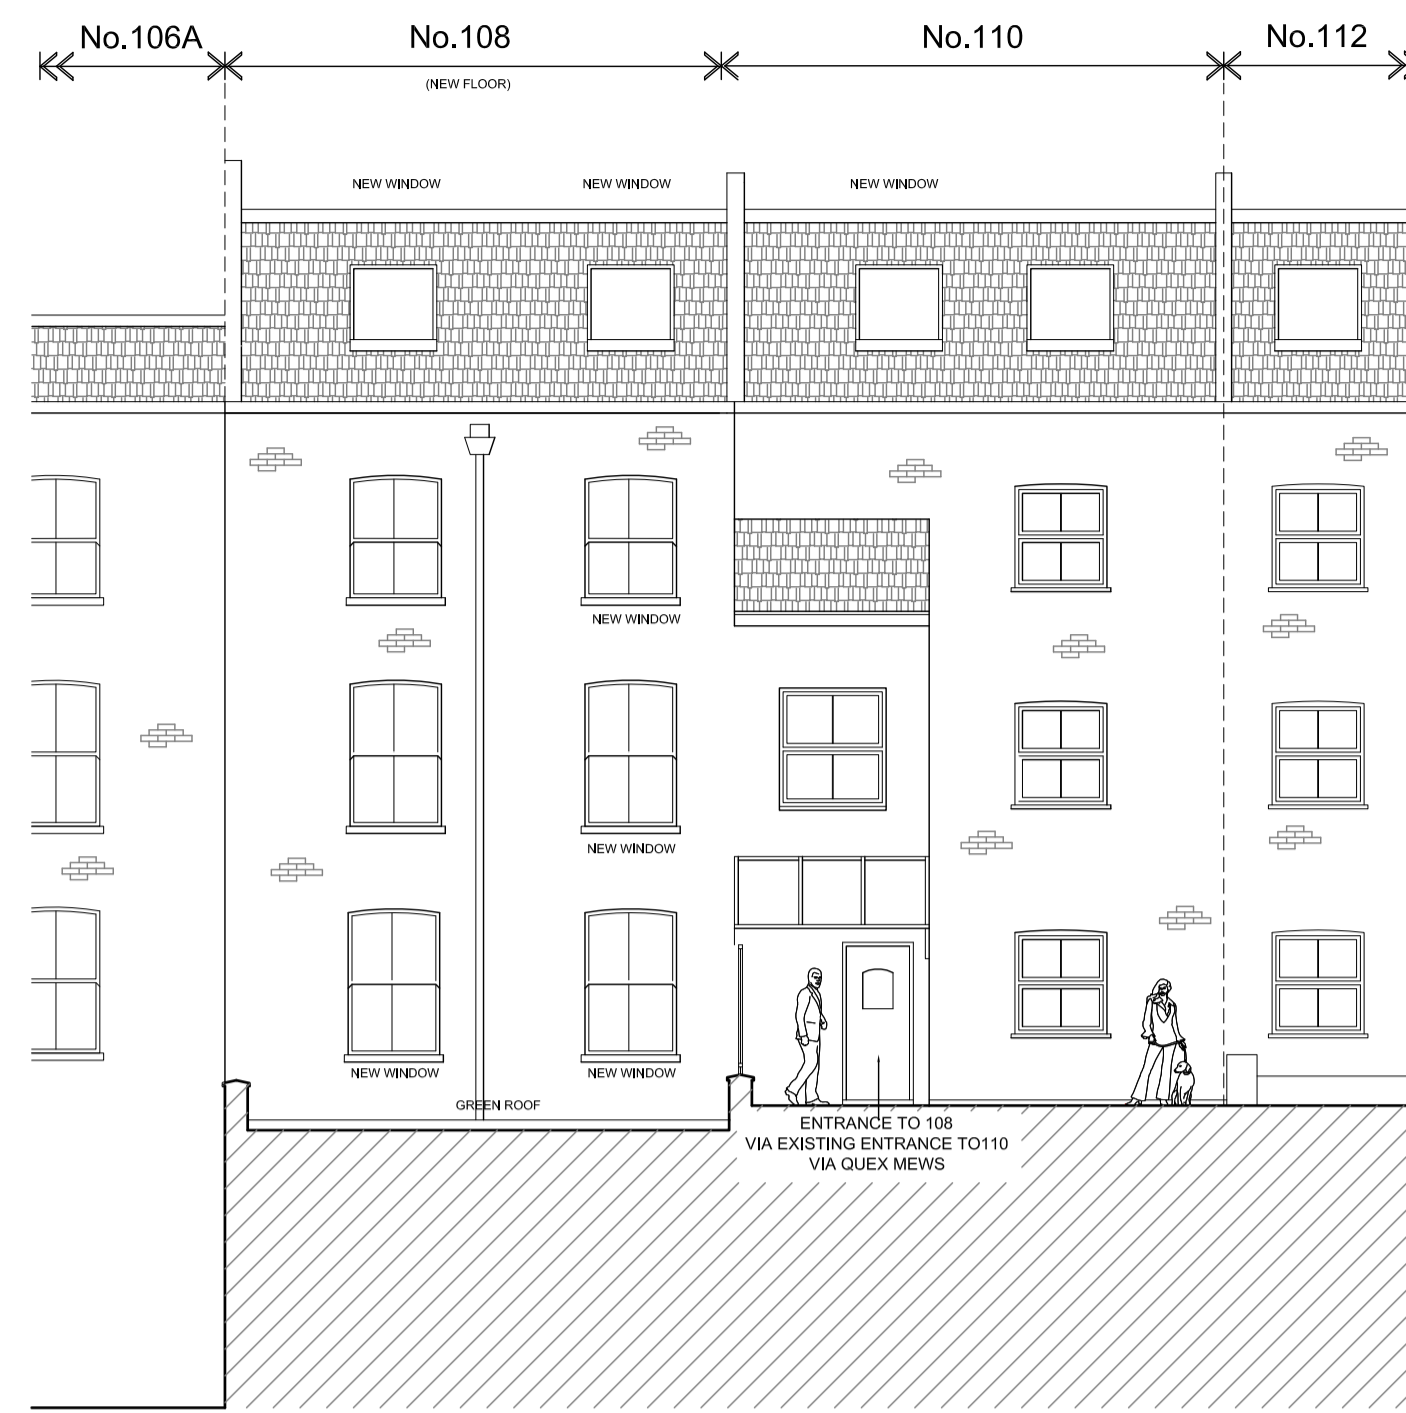 No.106A
No.108
No.110
No.112
(NEW FLOOR)
NEW WINDOW
NEW WINDOW
NEW WINDOW
NEW WINDOW
NEW WINDOW
NEW WINDOW
NEW WINDOW
GREEN ROOF
ENTRANCE TO 108
VIA EXISTING ENTRANCE TO110
VIA QUEX MEWS